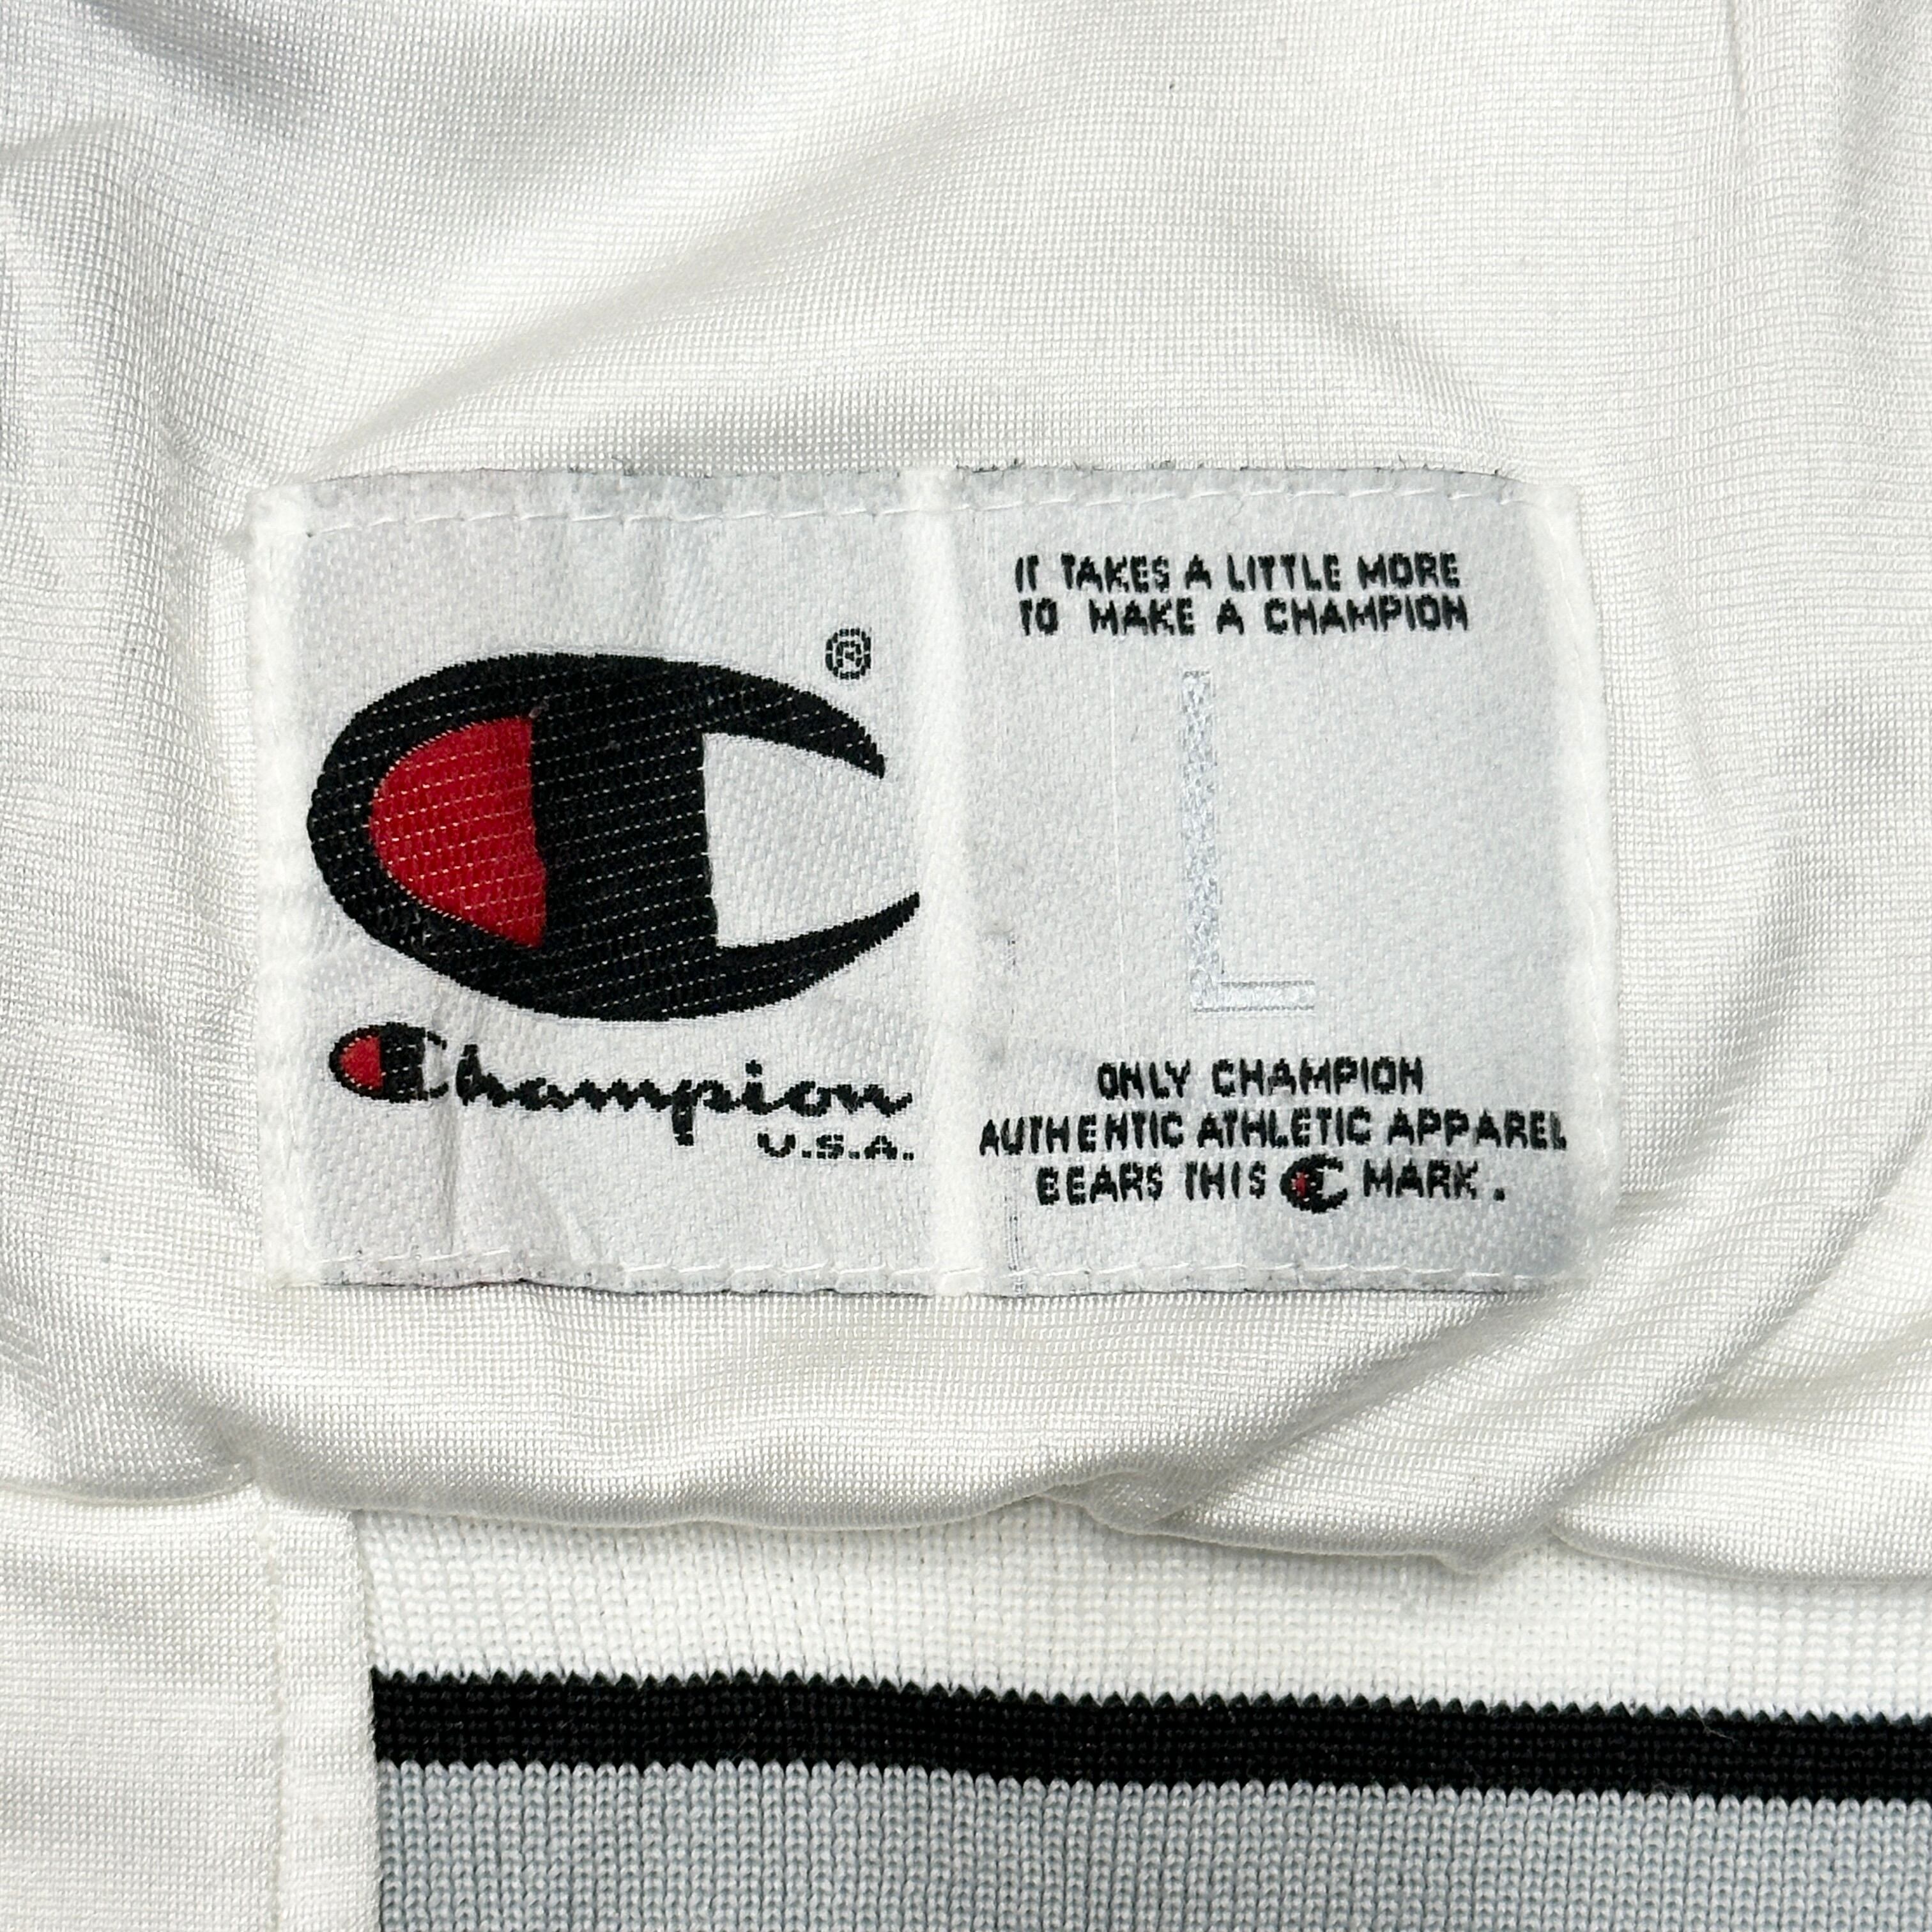 ®
Champion
U.S.A.
IT TAKES A LITTLE MORE
TO MAKE A CHAMPION
L
ONLY CHAMPION
AUTHENTIC ATHLETIC APPAREL
BEARS THIS C MARK.